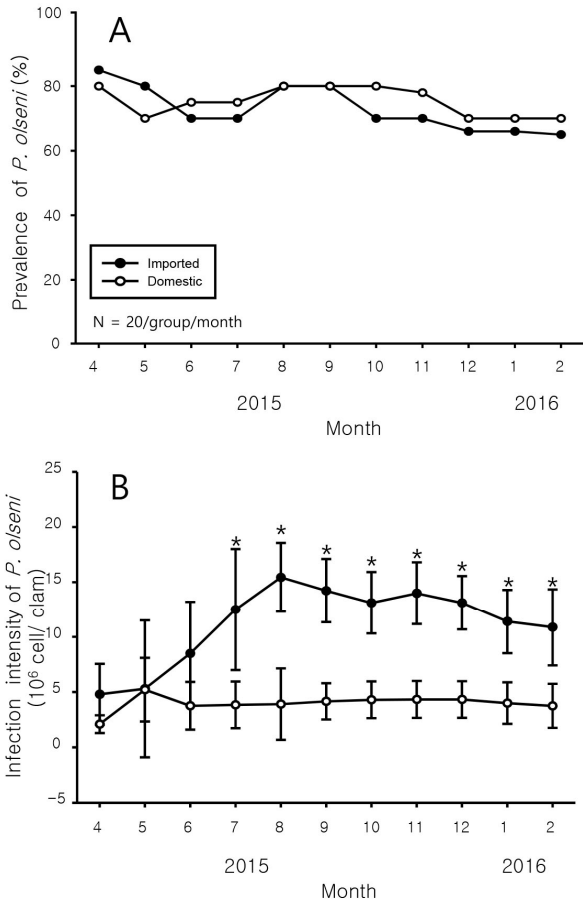 A
Prevalence of P. olseni (%)
100
80
60
40
20
0
Imported
Domestic
N = 20/group/month
4 5 6 7 8 9 10 11 12 1 2
2015 2016
Month
B
Infection intensity of P. olseni
(10⁶ cell/ clam)
25
20
15
10
5
0
-5
* * * * * * * *
4 5 6 7 8 9 10 11 12 1 2
2015 2016
Month